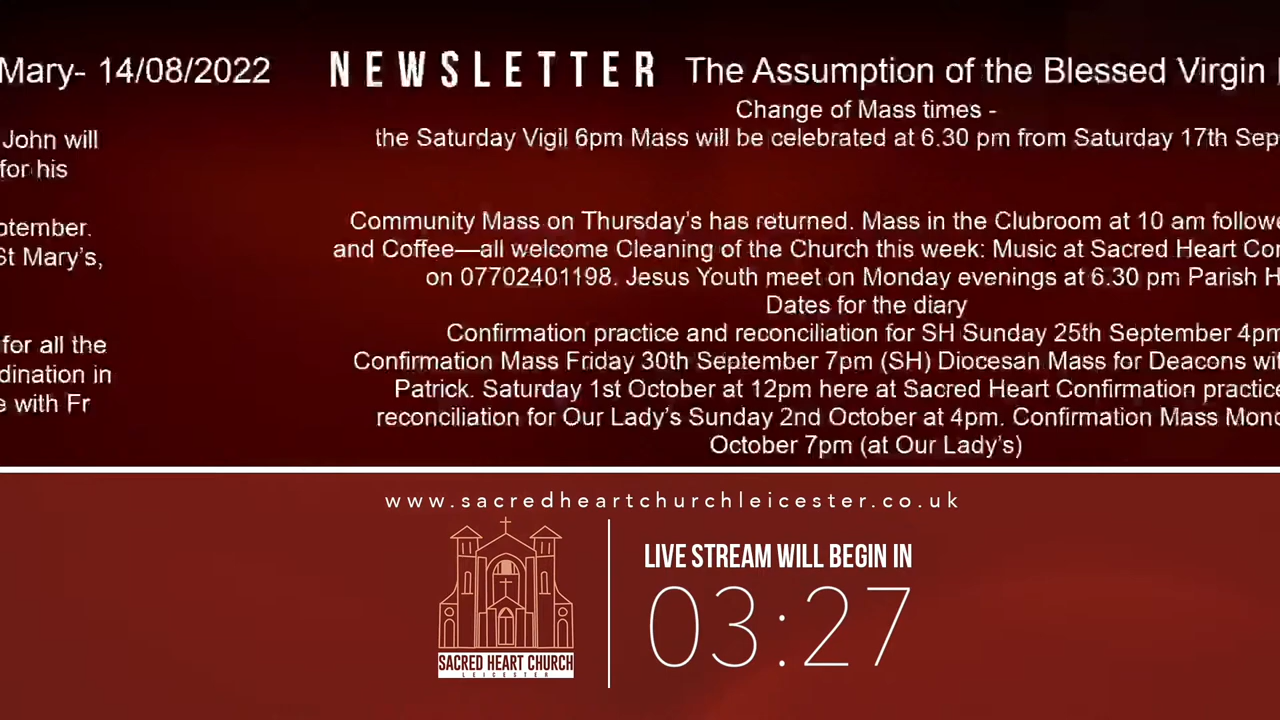 Mary- 14/08/2022
John will
for his
St Mary's,
for all the
with Fr
NEWSLETTER The Assumption of the Blessed Virgin
Change of Mass times -
the Saturday Vigil 6pm Mass will be celebrated at 6.30 pm from Saturday 17th Sep
Community Mass on Thursday's has returned. Mass in the Clubroom at 10 am followe
and Coffee—all welcome Cleaning of the Church this week: Music at Sacred Heart Con
on 07702401198. Jesus Youth meet on Monday evenings at 6.30 pm Parish H
Dates for the diary
Confirmation practice and reconciliation for SH Sunday 25th September 4pm
Confirmation Mass Friday 30th September 7pm (SH) Diocesan Mass for Deacons wit
Patrick. Saturday 1st October at 12pm here at Sacred Heart Confirmation practice
reconciliation for Our Lady's Sunday 2nd October at 4pm. Confirmation Mass Mond
October 7pm (at Our Lady's)
www.sacredheartchurchleicester.co.uk
SACRED HEART CHURCH
LEICESTER
LIVE STREAM WILL BEGIN IN
03:27